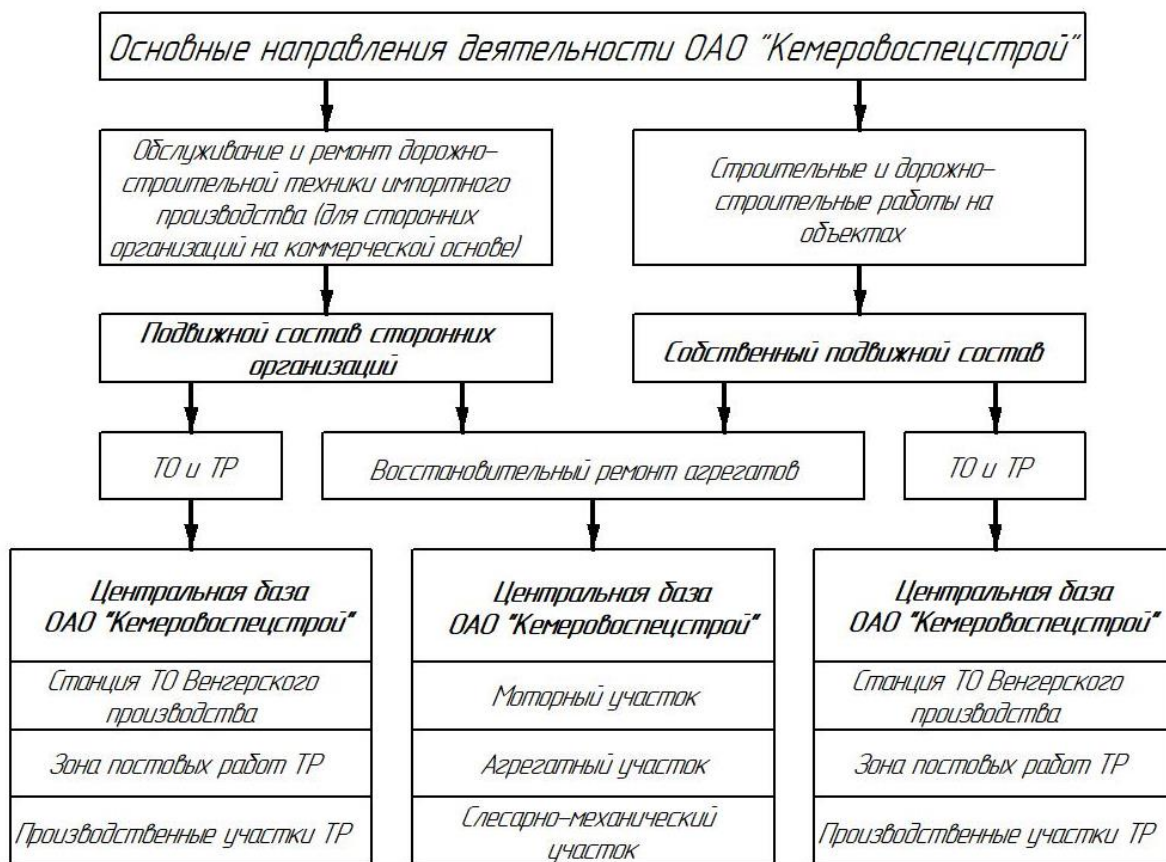 Основные направления деятельности ОАО "Кемеровоспецстрой"
Обслуживание и ремонт дорожно-
строительной техники импортного
производства (для сторонних
организаций на коммерческой основе)
Строительные и дорожно-
строительные работы на
объектах
Подвижной состав сторонних
организаций
Собственный подвижной состав
ТО и ТР
Восстановительный ремонт агрегатов
ТО и ТР
Центральная база
ОАО "Кемеровоспецстрой"
Станция ТО Венгерского
производства
Зона постовых работ ТР
Производственные участки ТР
Центральная база
ОАО "Кемеровоспецстрой"
Моторный участок
Агрегатный участок
Слесарно-механический
участок
Центральная база
ОАО "Кемеровоспецстрой"
Станция ТО Венгерского
производства
Зона постовых работ ТР
Производственные участки ТР